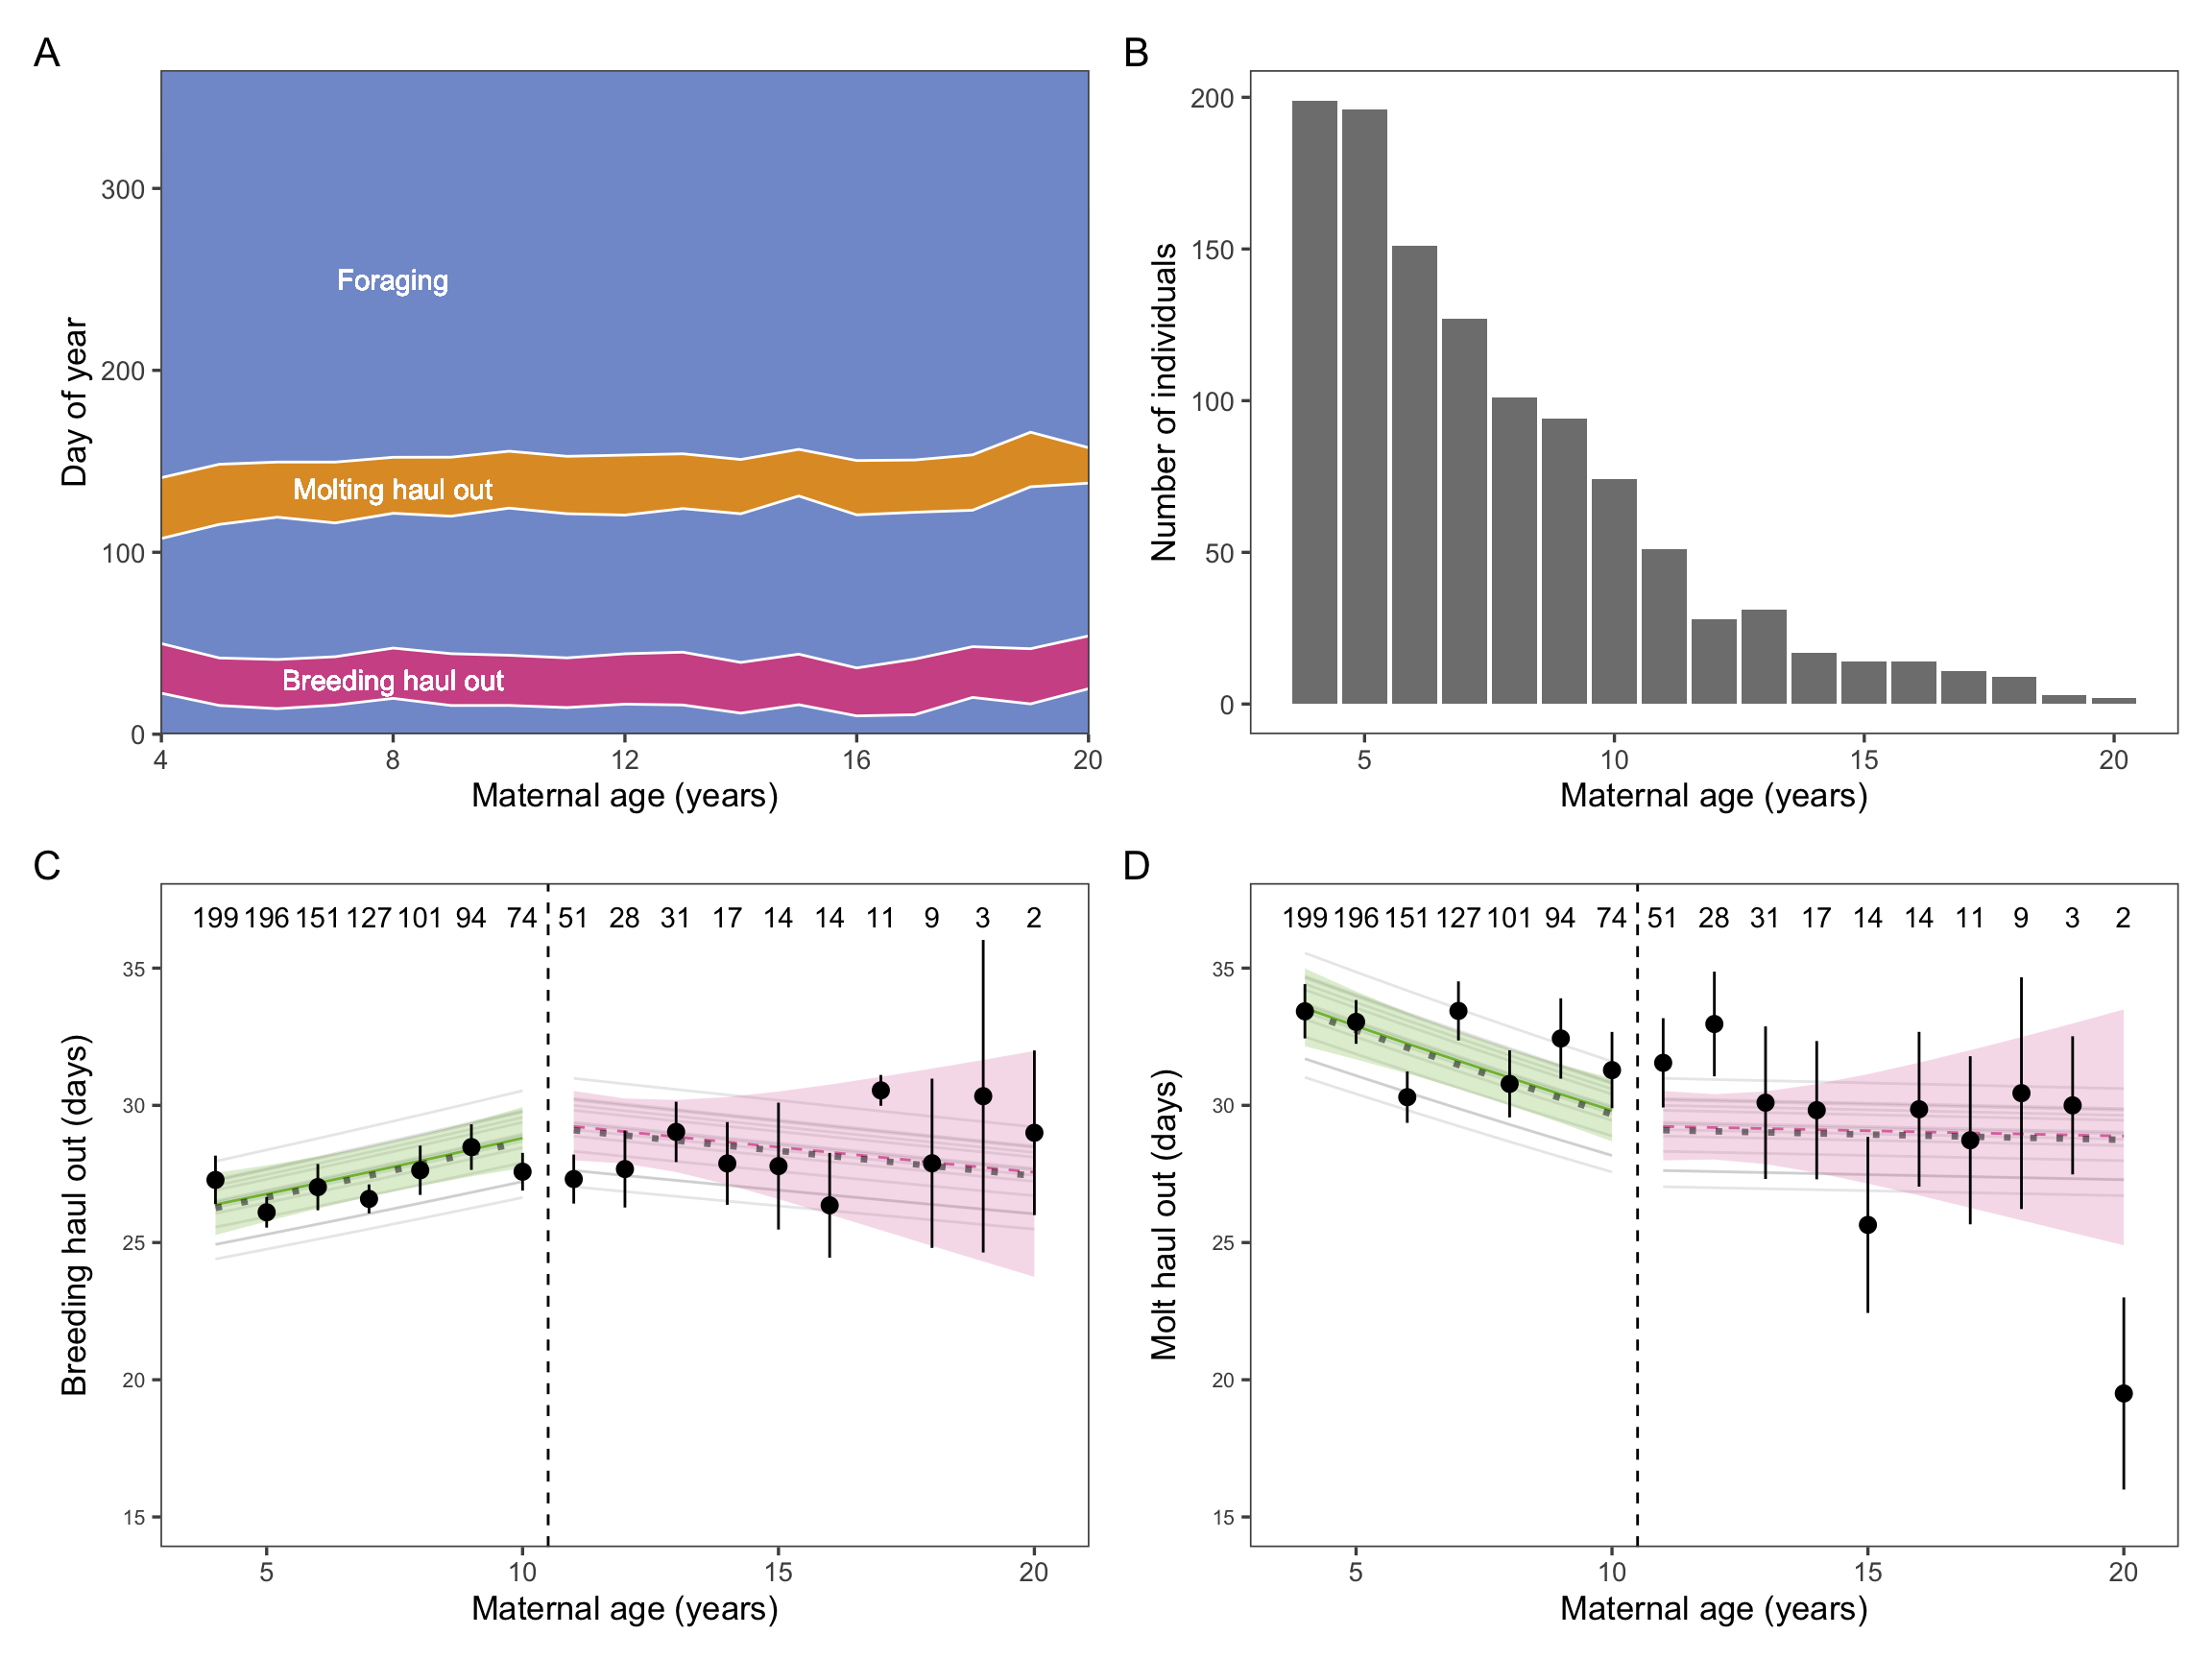 A
Day of year
300
200
100
0
Foraging
Molting haul out
Breeding haul out
4 8 12 16 20
Maternal age (years)
B
Number of individuals
200
150
100
50
0
5 10 15 20
Maternal age (years)
C
Breeding haul out (days)
199 196 151 127 101 94 74 51 28 31 17 14 14 11 9 3 2
35
30
25
20
15
5 10 15 20
Maternal age (years)
D
Molt haul out (days)
199 196 151 127 101 94 74 51 28 31 17 14 14 11 9 3 2
35
30
25
20
15
5 10 15 20
Maternal age (years)